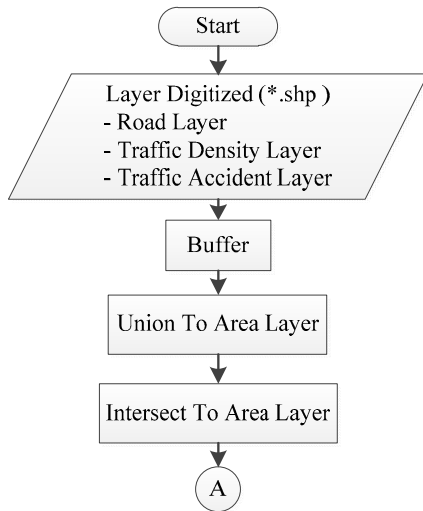 Start
Layer Digitized (*.shp )
- Road Layer
- Traffic Density Layer
- Traffic Accident Layer
Buffer
Union To Area Layer
Intersect To Area Layer
A